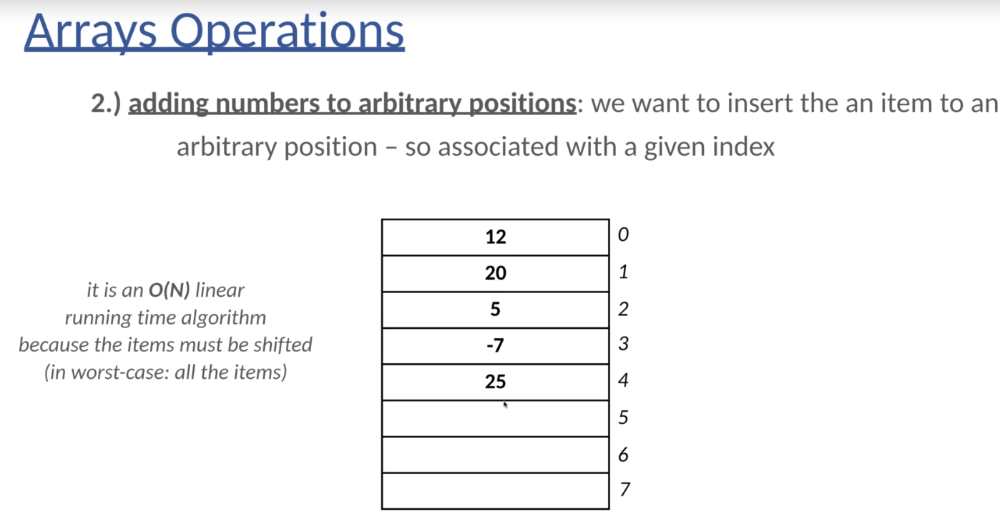 Arrays Operations
2.) adding numbers to arbitrary positions: we want to insert the an item to an
arbitrary position – so associated with a given index
12 0
20 1
it is an O(N) linear
running time algorithm
because the items must be shifted
(in worst-case: all the items)
5 2
-7 3
25 4
5
6
7